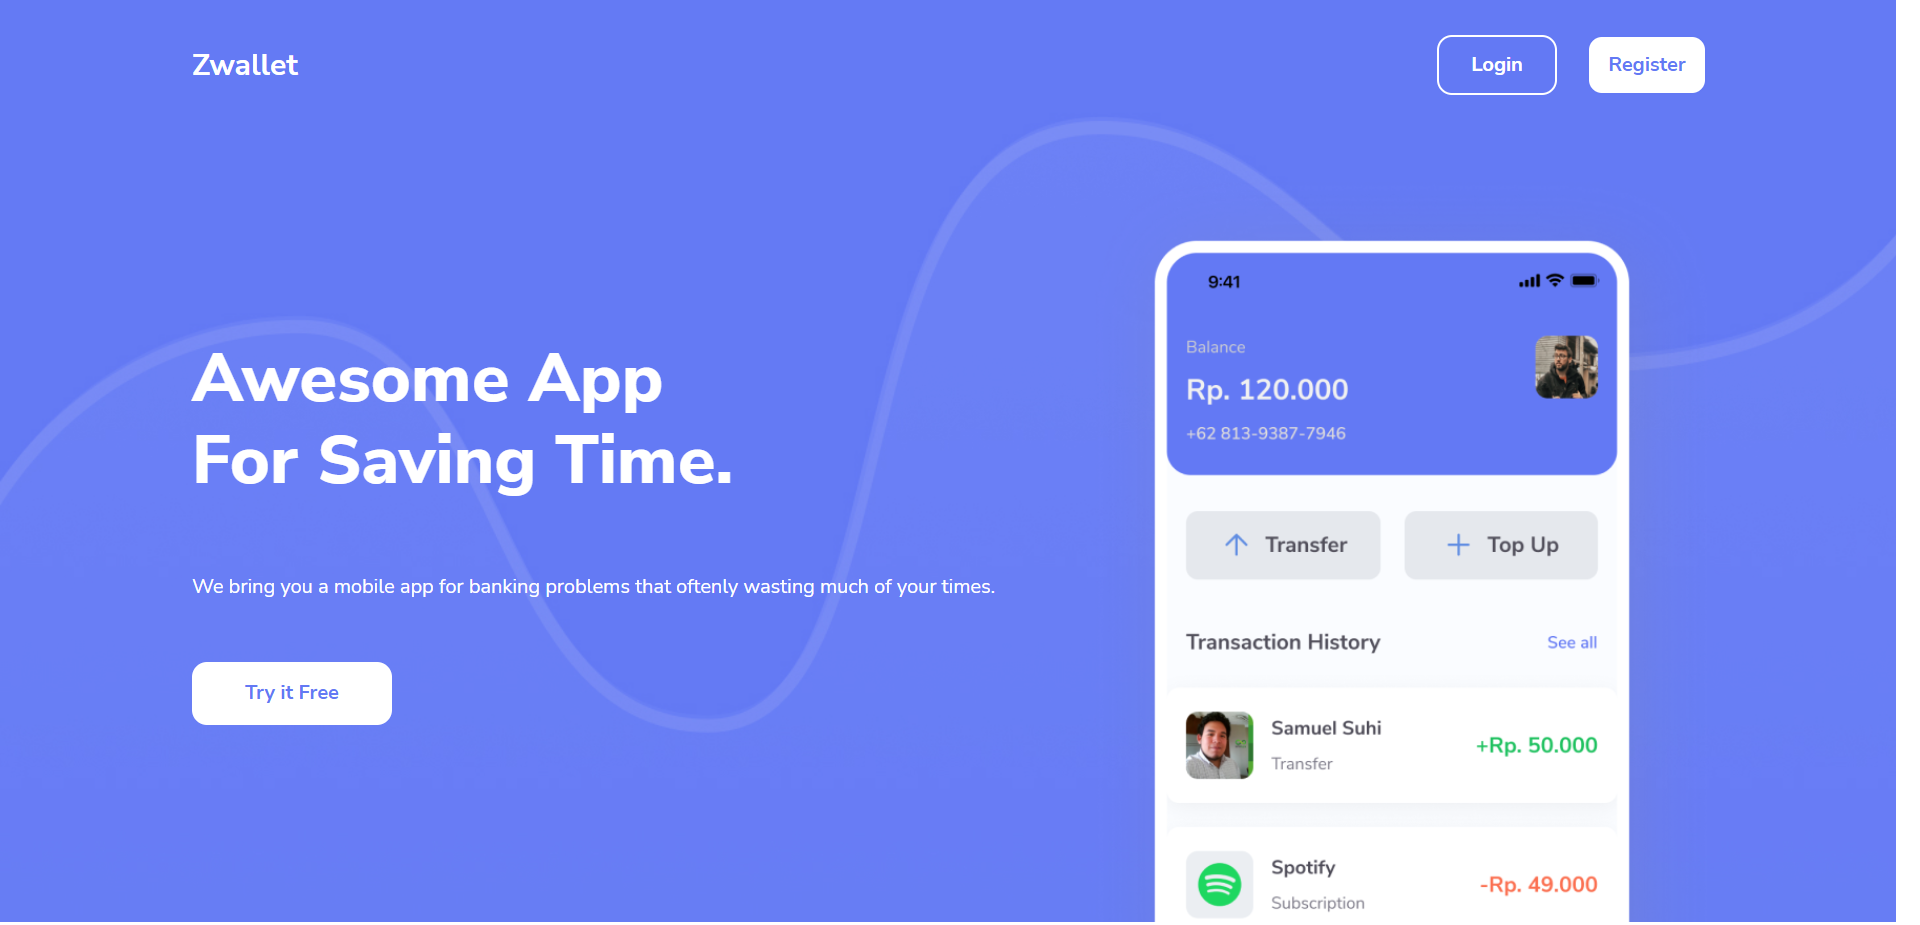 Zwallet
Login
Register
Awesome App
For Saving Time.
We bring you a mobile app for banking problems that oftenly wasting much of your times.
Try it Free
9:41
Balance
Rp. 120.000
+62 813-9387-7946
Transfer
Top Up
Transaction History
See all
Samuel Suhi
Transfer
+Rp. 50.000
Spotify
Subscription
-Rp. 49.000